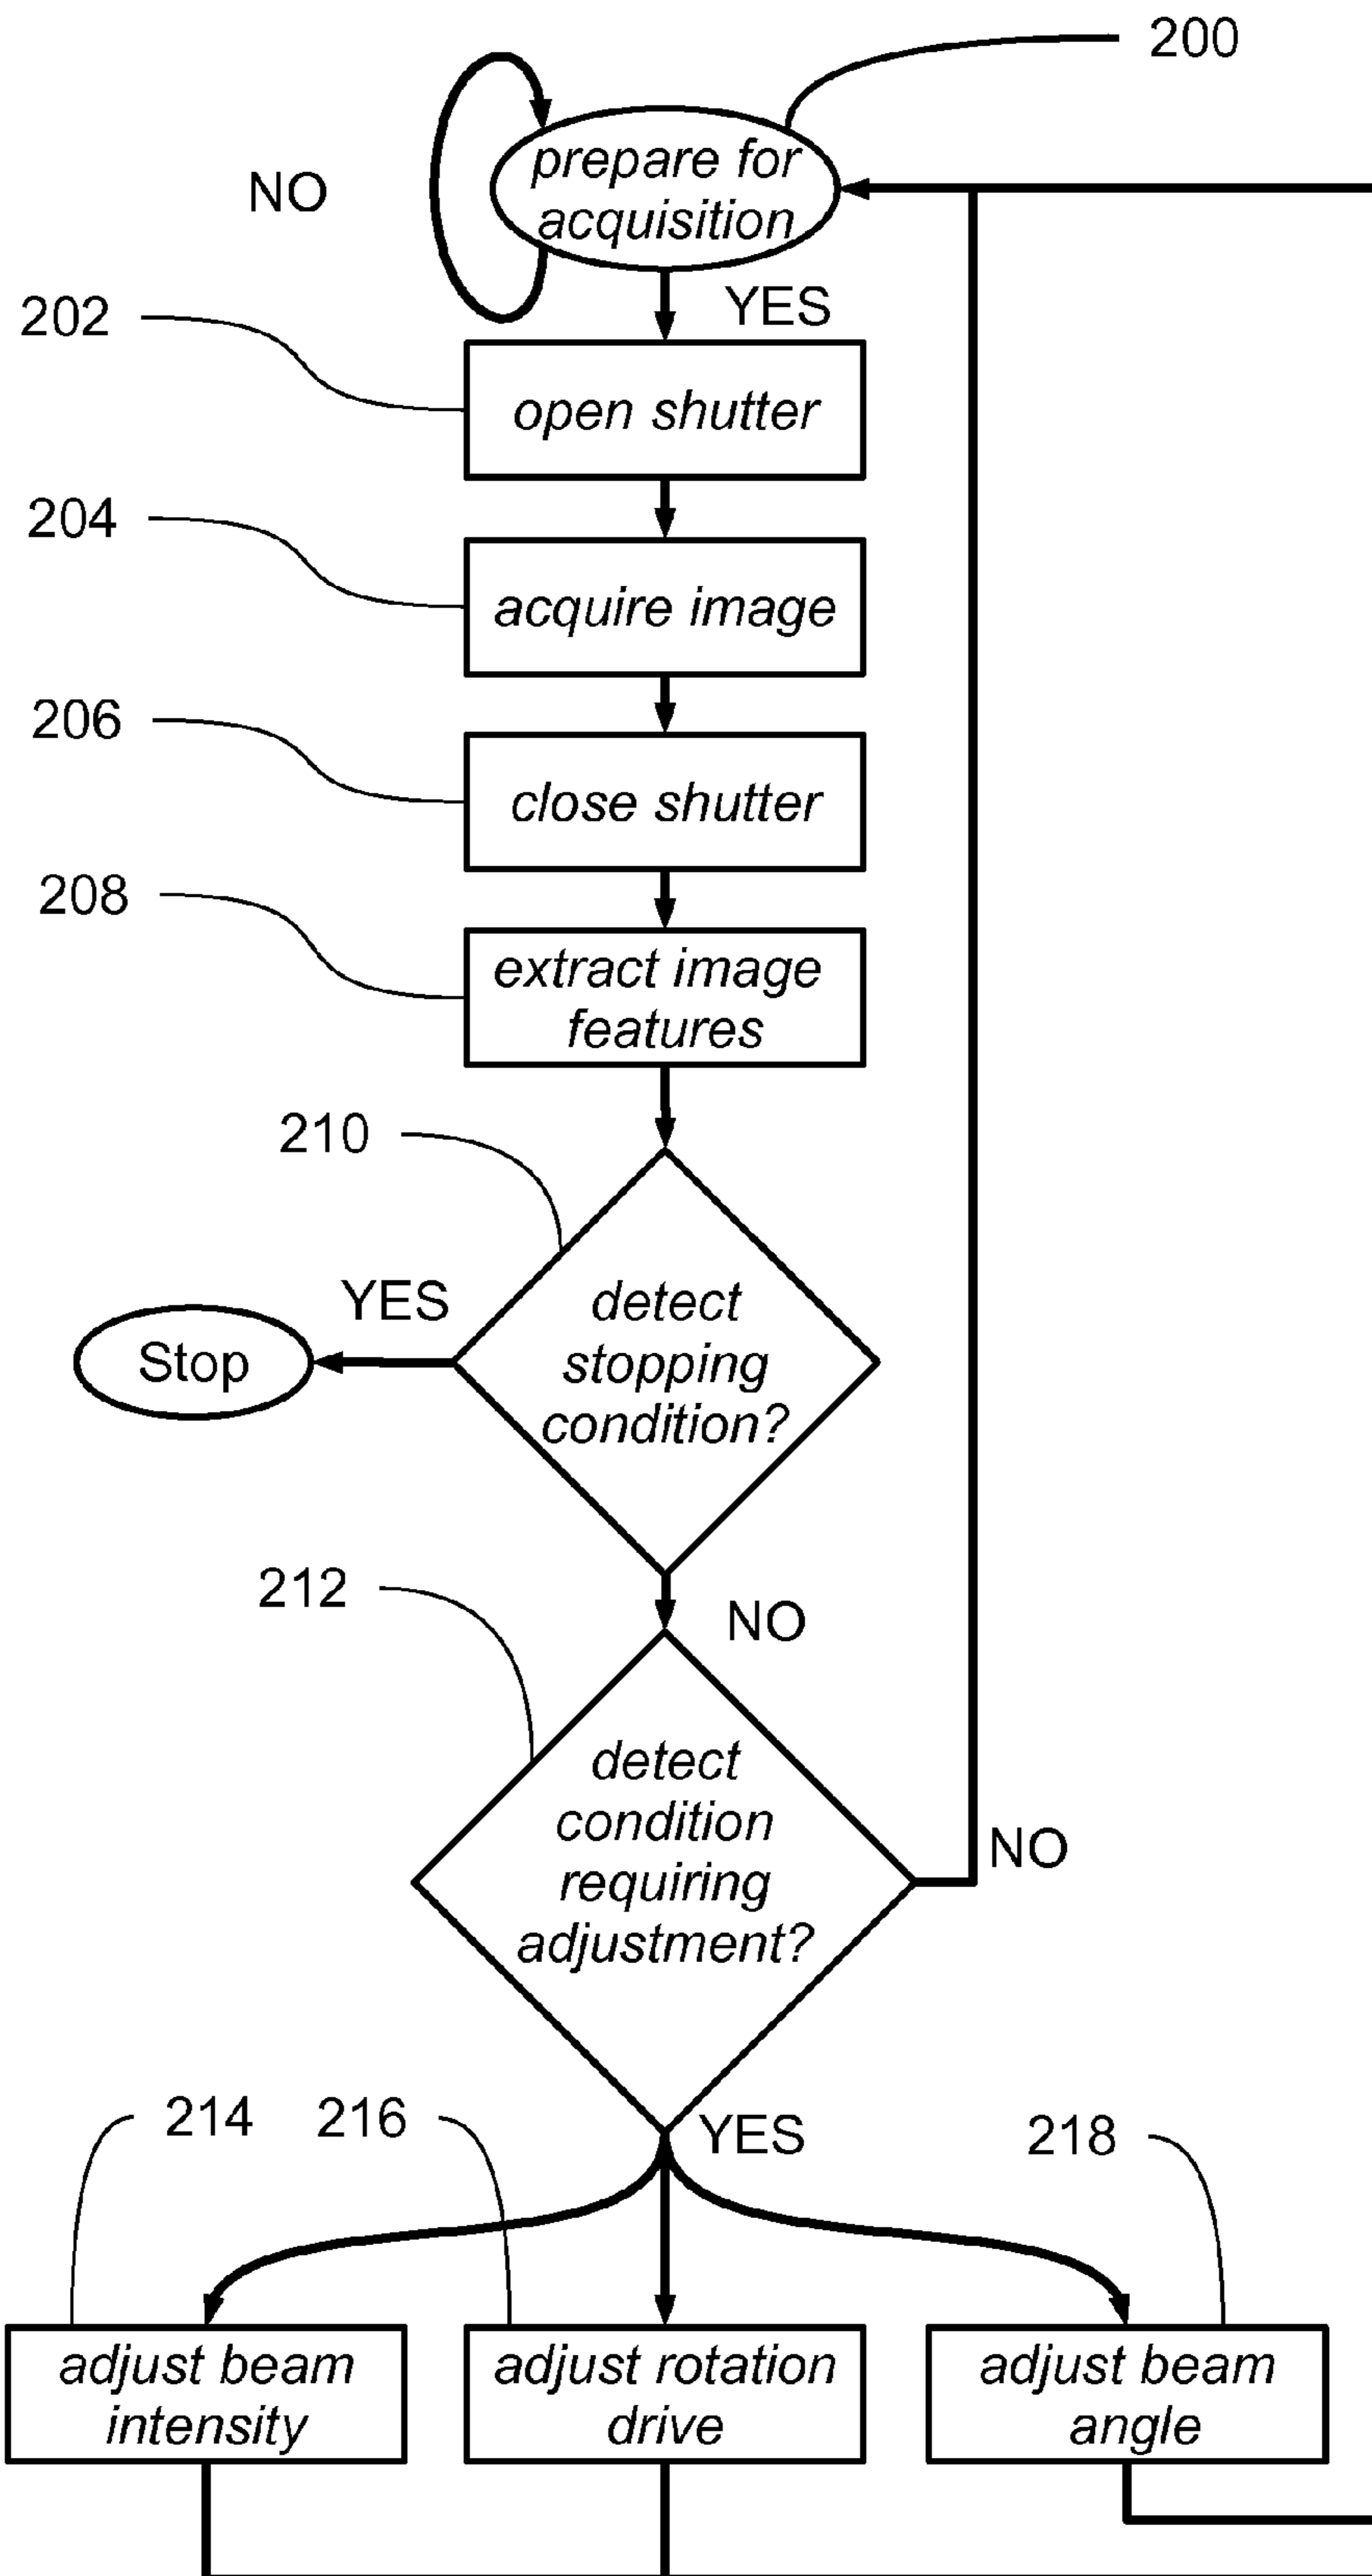 200
prepare for
acquisition
NO
YES
202
open shutter
204
acquire image
206
close shutter
208
extract image
features
210
YES
detect
stopping
condition?
Stop
212
NO
detect
condition
requiring
adjustment?
NO
214
216
YES
218
adjust beam
intensity
adjust rotation
drive
adjust beam
angle